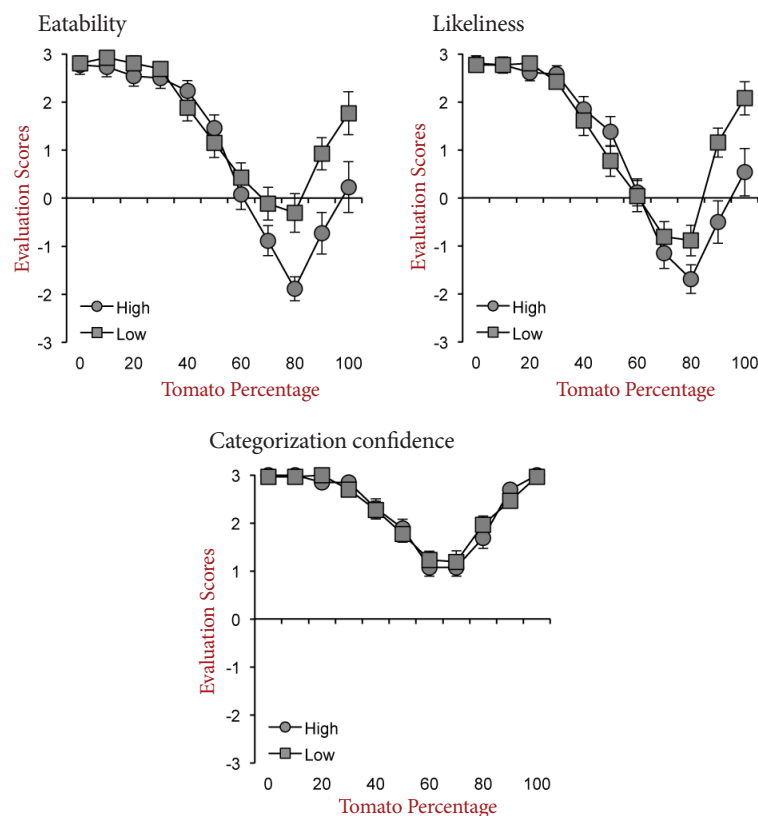 Eatability
3
2
1
0
-1
-2
-3
Evaluation Scores
High
Low
0 20 40 60 80 100
Tomato Percentage
Likeliness
3
2
1
0
-1
-2
-3
Evaluation Scores
High
Low
0 20 40 60 80 100
Tomato Percentage
Categorization confidence
3
2
1
0
-1
-2
-3
Evaluation Scores
High
Low
0 20 40 60 80 100
Tomato Percentage